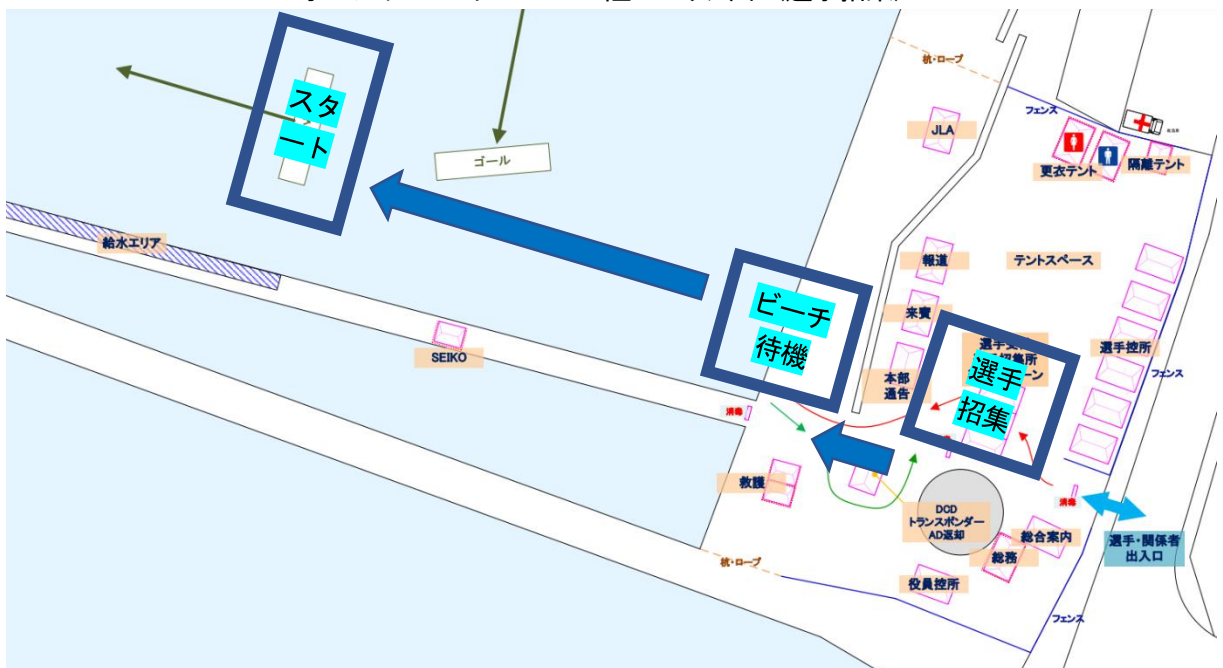 杭・ロープ
フェンス
JLA
更衣テント
隔離テント
スタ
ート
ゴール
給水エリア
報道
テントスペース
来賓
ビーチ
待機
SEIKO
本部
通告
選手
招集
選手控所
フェンス
消毒
救護
DCD
トランスポンダー
AD返却
消毒
総合案内
総務
選手・関係者
出入口
杭・ロープ
役員控所
フェンス